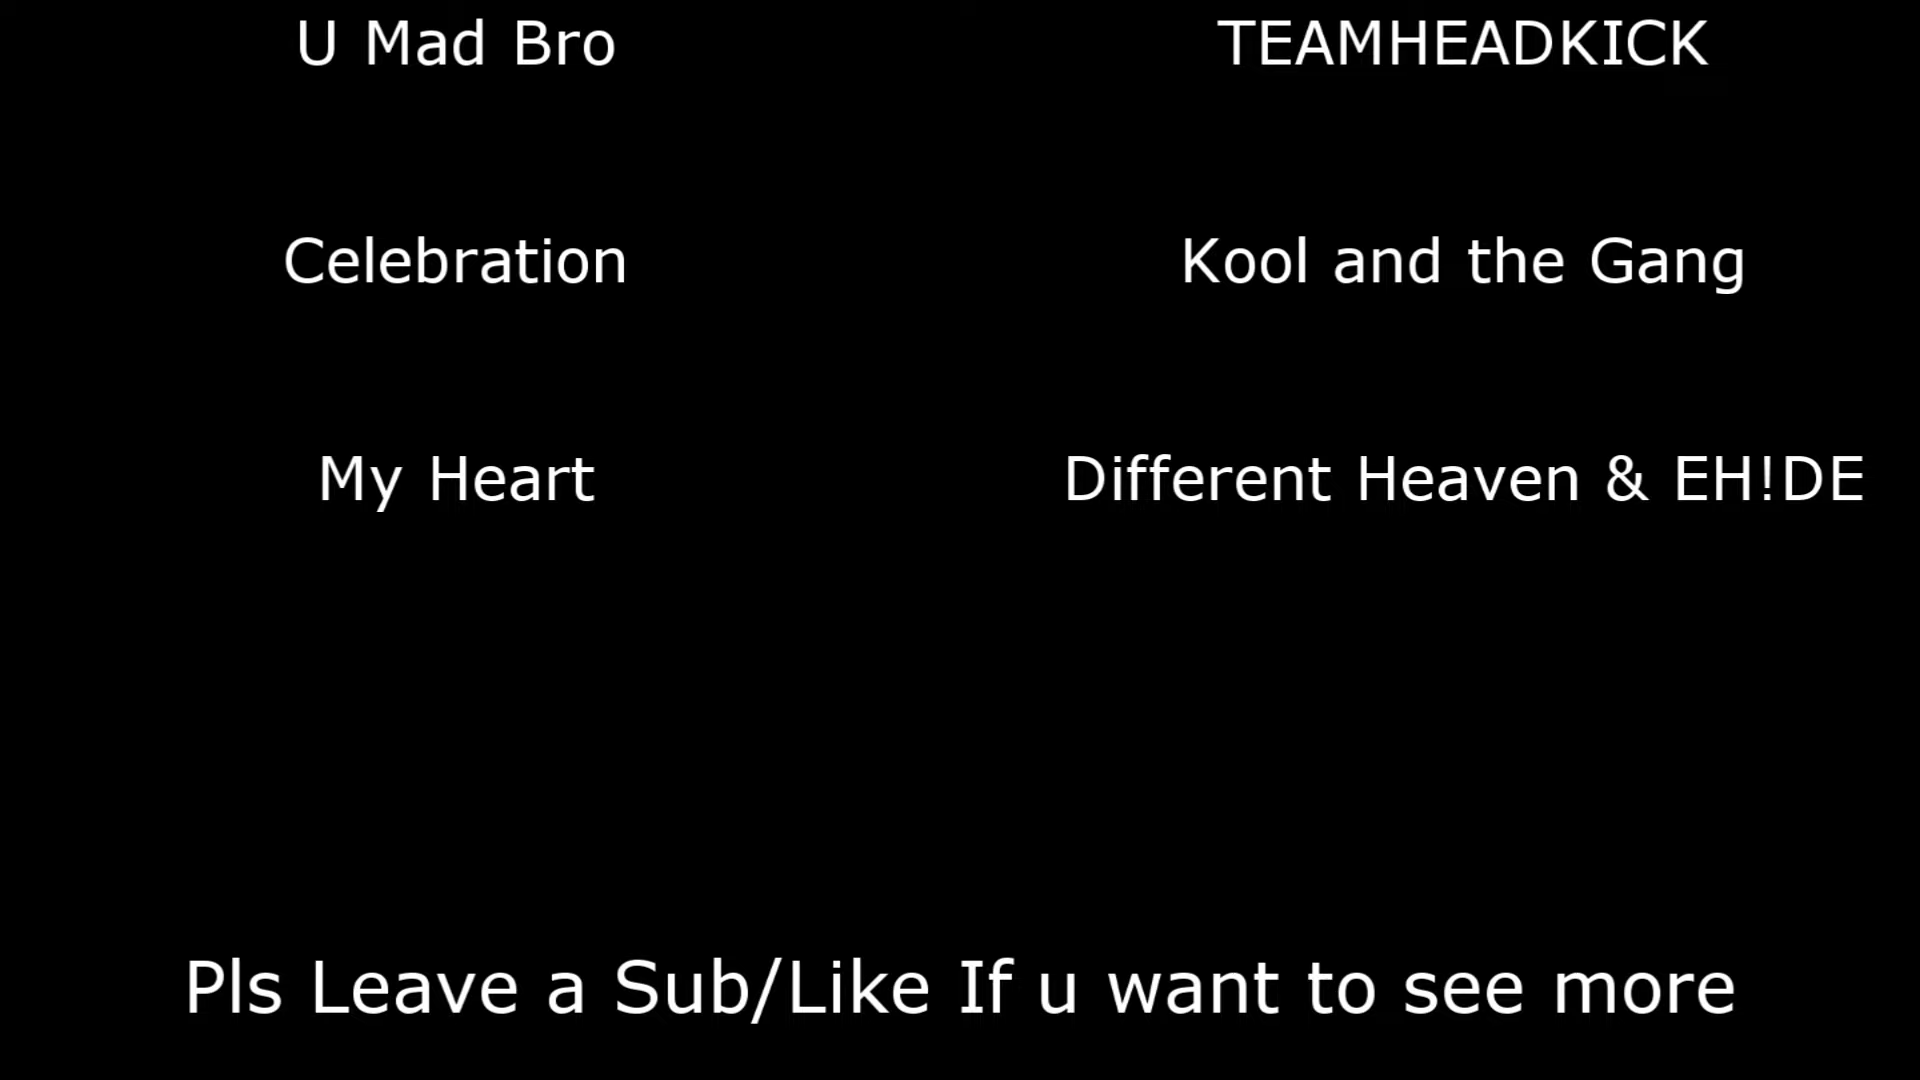 U Mad Bro TEAMHEADKICK
Celebration Kool and the Gang
My Heart Different Heaven & EH!DE
Pls Leave a Sub/Like If u want to see more